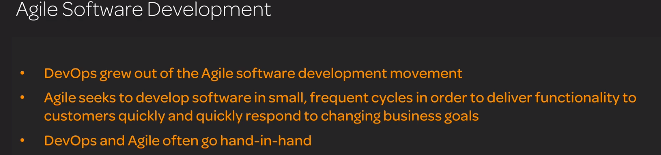 Agile Software Development
• DevOps grew out of the Agile software development movement
• Agile seeks to develop software in small, frequent cycles in order to deliver functionality to
customers quickly and quickly respond to changing business goals
• DevOps and Agile often go hand-in-hand